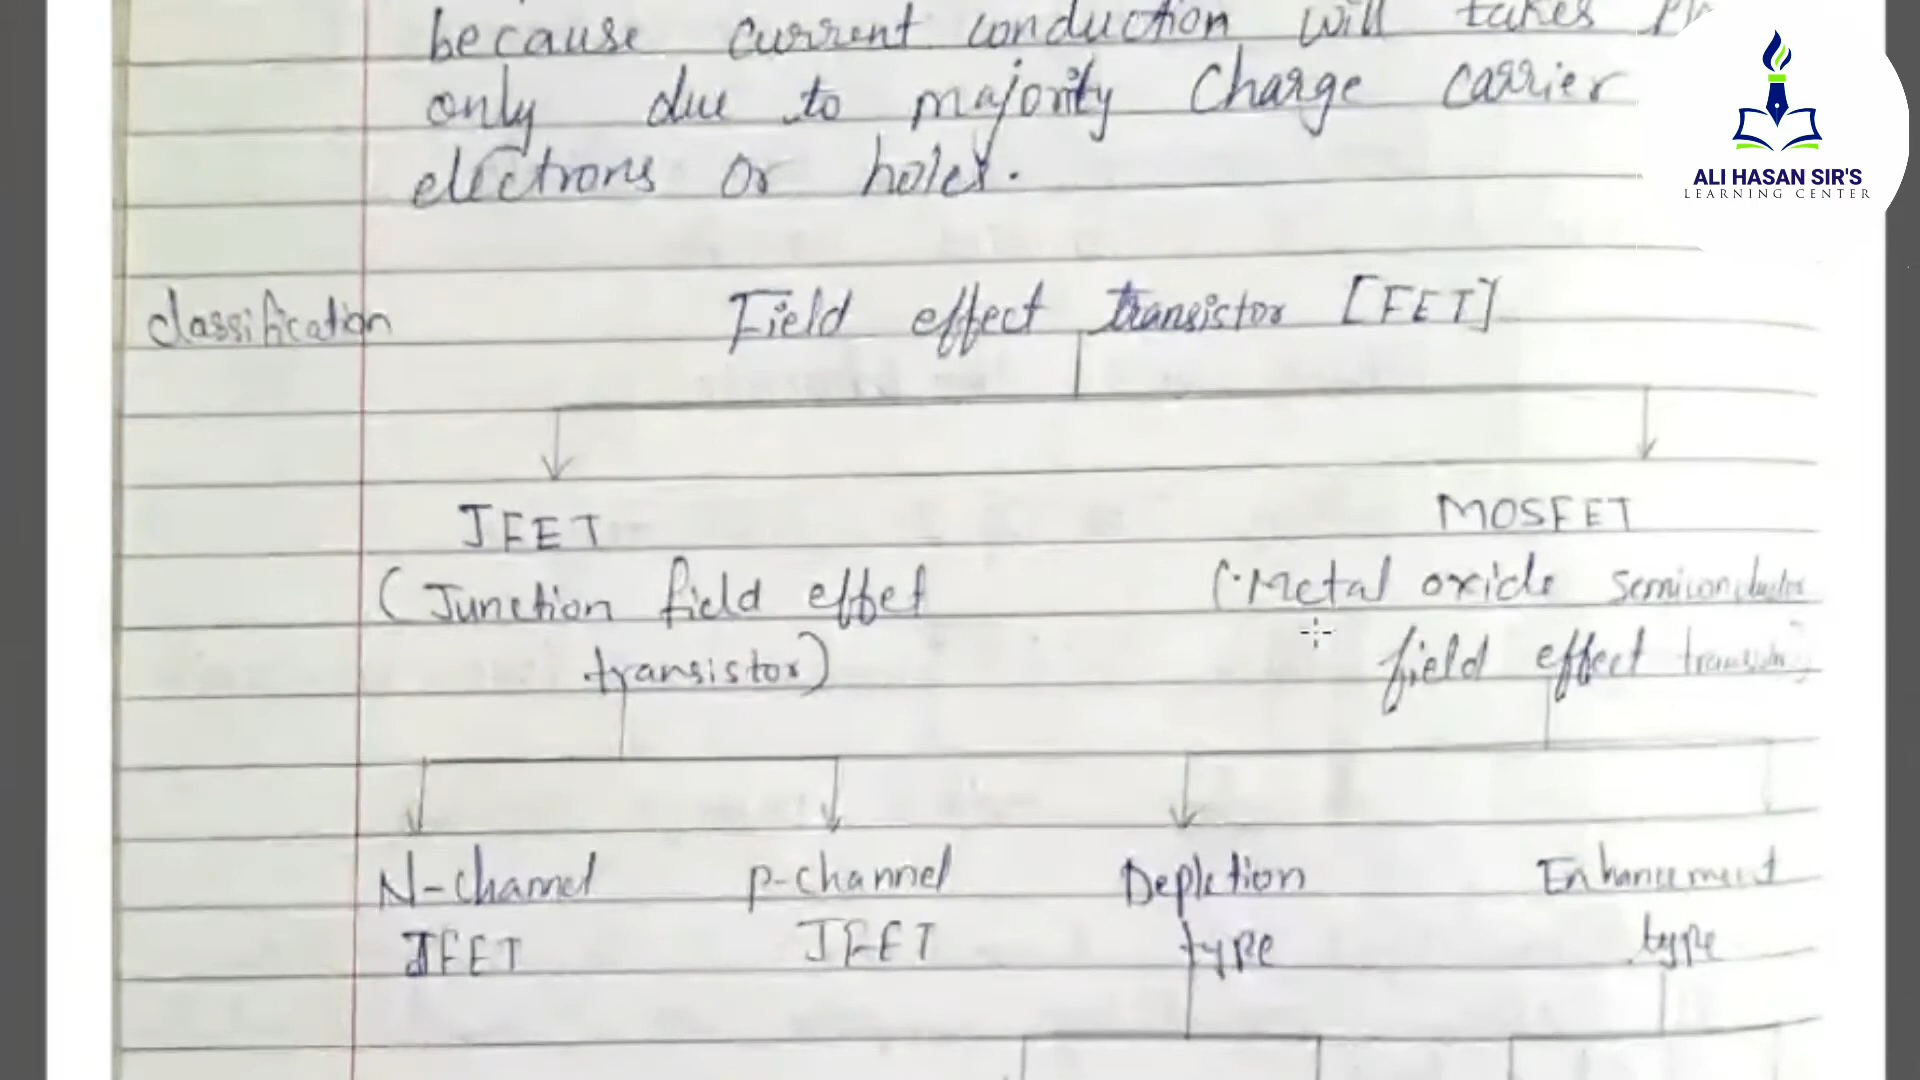 because current conduction will takes
only due to majority charge carrier
electrons or holes.
ALI HASAN SIR'S
LEARNING CENTER
classification
Field effect transistor [FET]
JFET
MOSFET
(Junction field effet
transistor)
(Metal oxide semiconductor
field effect transistor
N-channel
JFET
p-channel
JFET
Depletion
type
Enhancement
type